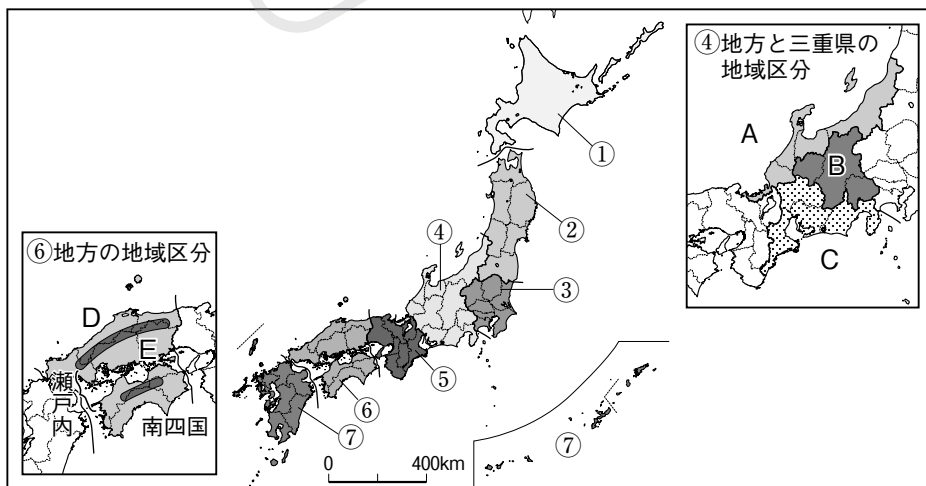 ④地方と三重県の
地域区分
A
B
C
①
②
③
④
⑤
⑥
⑦
⑦
⑥地方の地域区分
D
E
瀬戸内
南四国
0 400km